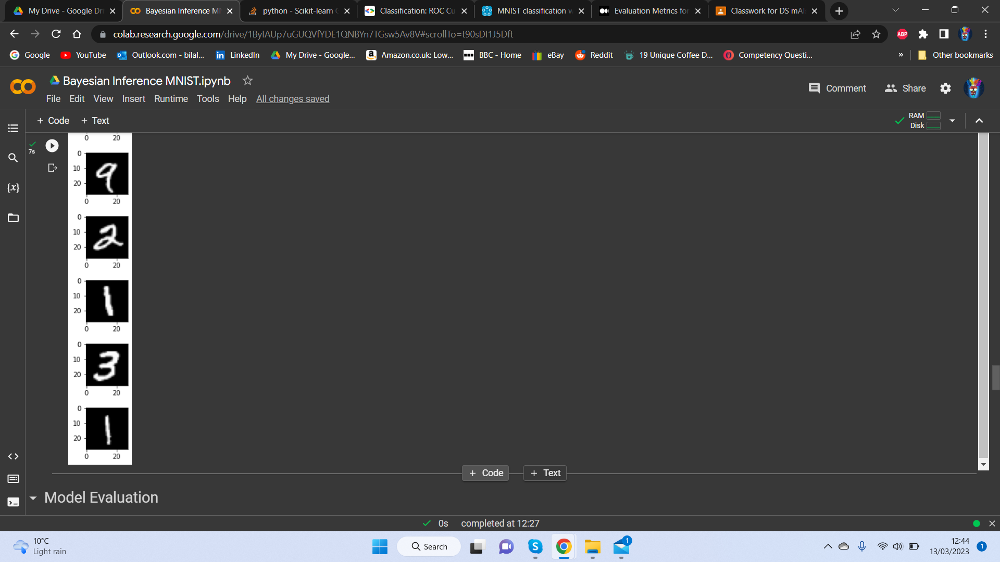 My Drive - Google Dri
Bayesian Inference MN
python - Scikit-learn C
Classification: ROC Cu
MNIST classification w
Evaluation Metrics for
Classwork for DS mAI
colab.research.google.com/drive/1BylAUp7uGUQVfYDE1QNBYn7TGsw5Av8V#scrollTo=t90sDI1J5Dft
ABP
Google
YouTube
Outlook.com - bilal...
LinkedIn
My Drive - Google...
Amazon.co.uk: Low...
BBC - Home
eBay
Reddit
19 Unique Coffee D...
Competency Questi...
»
Other bookmarks
Bayesian Inference MNIST.ipynb
Comment
Share
File Edit View Insert Runtime Tools Help All changes saved
+ Code + Text
RAM
Disk
{x}
7s
0 20
0
10
20
9
0 20
0
10
20
2
0 20
0
10
20
1
0 20
0
10
20
3
0 20
0
10
20
1
0 20
+ Code + Text
Model Evaluation
0s completed at 12:27
10°C
Light rain
Search
S
1
12:44
13/03/2023
1